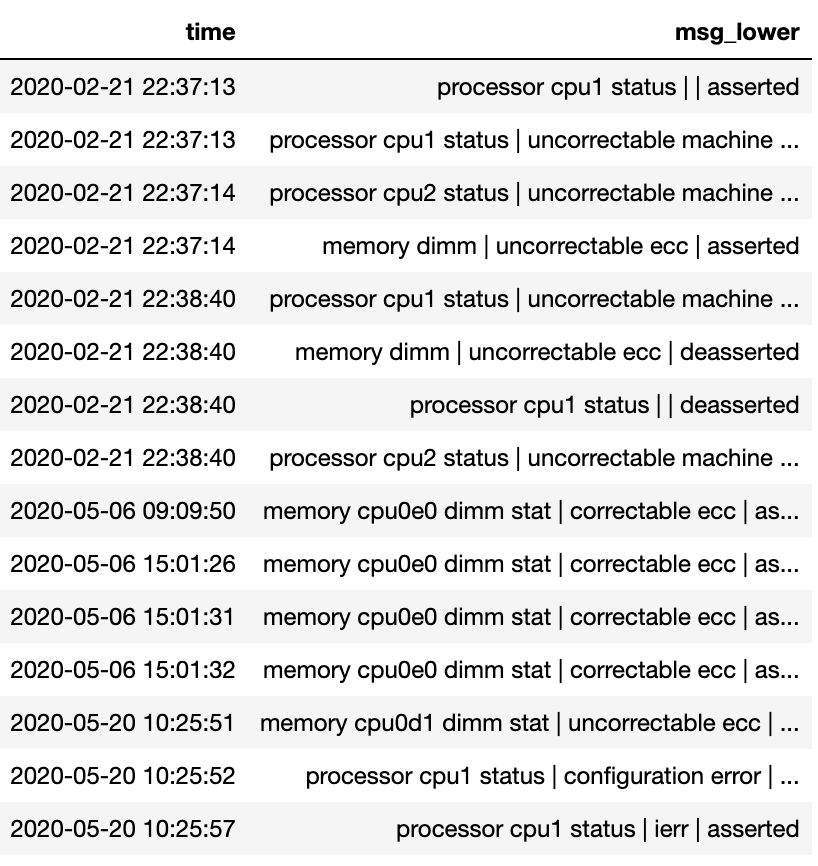 time msg_lower
2020-02-21 22:37:13 processor cpu1 status | | asserted
2020-02-21 22:37:13 processor cpu1 status | uncorrectable machine ...
2020-02-21 22:37:14 processor cpu2 status | uncorrectable machine ...
2020-02-21 22:37:14 memory dimm | uncorrectable ecc | asserted
2020-02-21 22:38:40 processor cpu1 status | uncorrectable machine ...
2020-02-21 22:38:40 memory dimm | uncorrectable ecc | deasserted
2020-02-21 22:38:40 processor cpu1 status | | deasserted
2020-02-21 22:38:40 processor cpu2 status | uncorrectable machine ...
2020-05-06 09:09:50 memory cpu0e0 dimm stat | correctable ecc | as...
2020-05-06 15:01:26 memory cpu0e0 dimm stat | correctable ecc | as...
2020-05-06 15:01:31 memory cpu0e0 dimm stat | correctable ecc | as...
2020-05-06 15:01:32 memory cpu0e0 dimm stat | correctable ecc | as...
2020-05-20 10:25:51 memory cpu0d1 dimm stat | uncorrectable ecc | ...
2020-05-20 10:25:52 processor cpu1 status | configuration error | ...
2020-05-20 10:25:57 processor cpu1 status | ierr | asserted